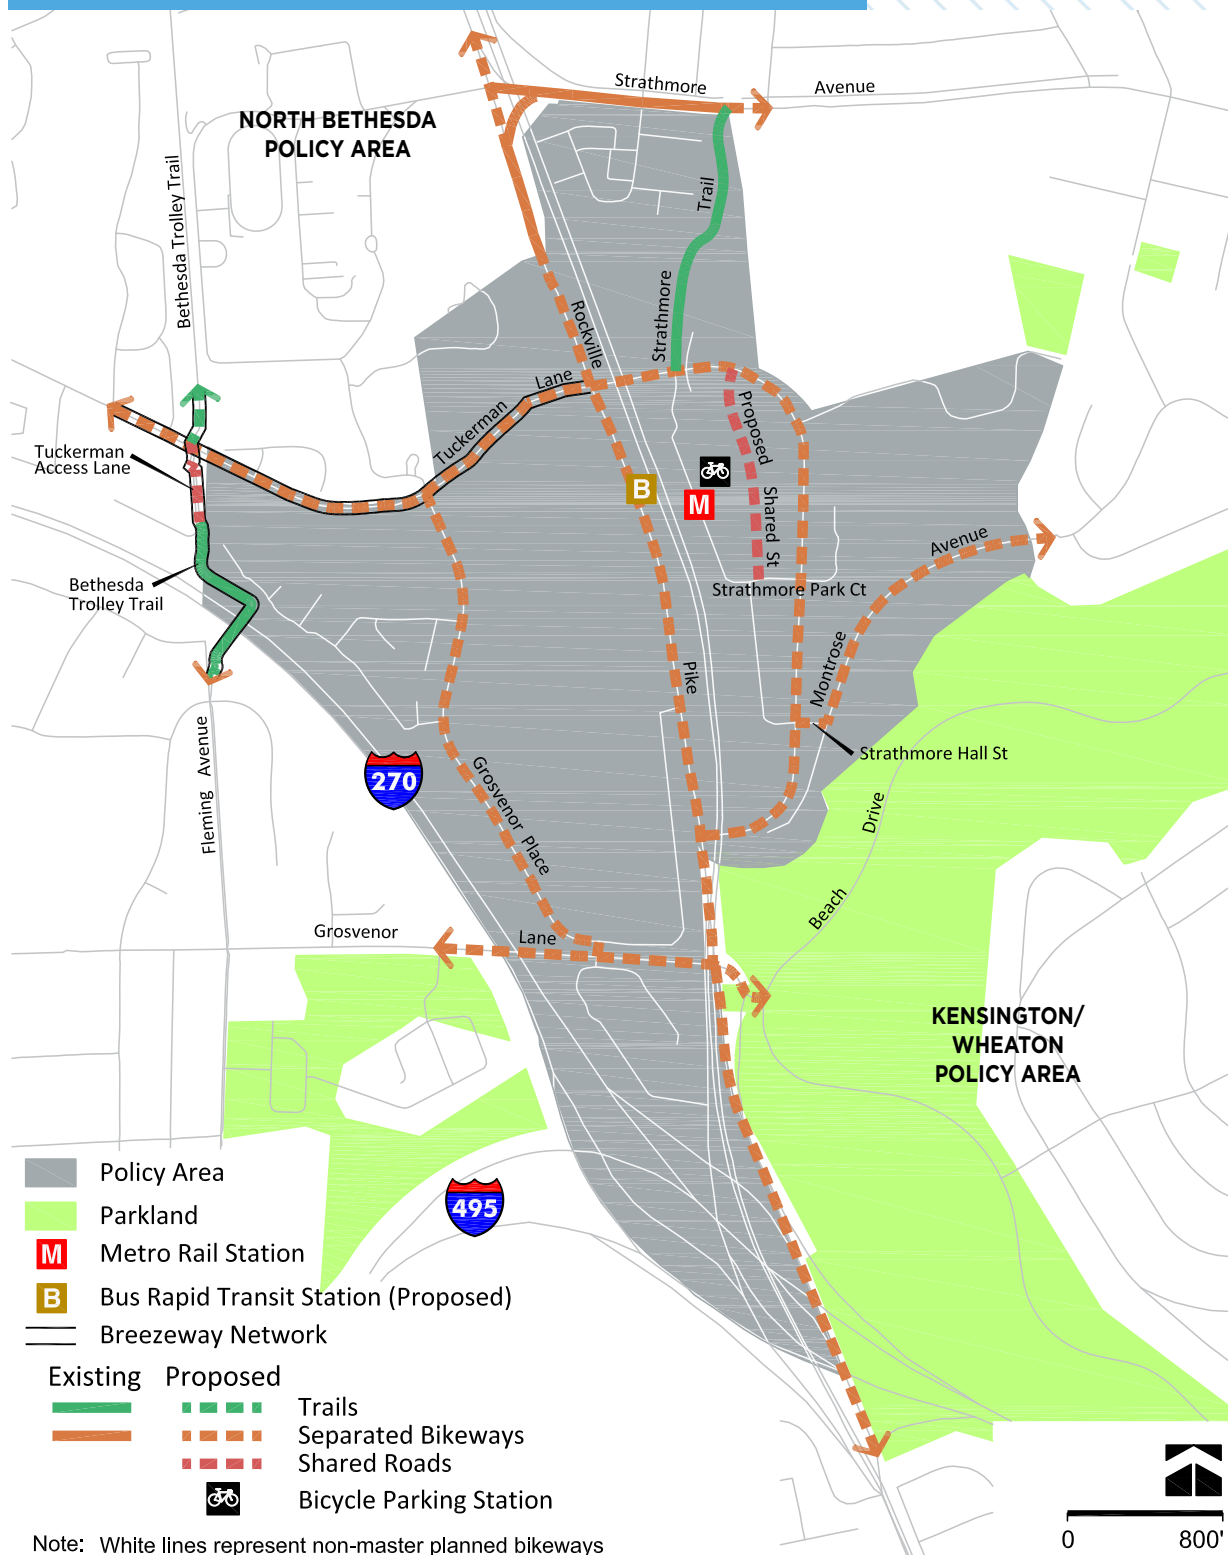 Strathmore
Avenue
NORTH BETHESDA
POLICY AREA
Bethesda Trolley Trail
Trail
Strathmore
Rockville
Lane
Tuckerman
Proposed
Shared St
Tuckerman
Access Lane
B
M
Avenue
Bethesda
Trolley Trail
Strathmore Park Ct
Montrose
Pike
Strathmore Hall St
Fleming Avenue
270
Grosvenor Place
Drive
Beach
Grosvenor
Lane
KENSINGTON/
WHEATON
POLICY AREA
495
Policy Area
Parkland
M Metro Rail Station
B Bus Rapid Transit Station (Proposed)
Breezeway Network
Existing Proposed
Trails
Separated Bikeways
Shared Roads
Bicycle Parking Station
Note: White lines represent non-master planned bikeways
0 800'